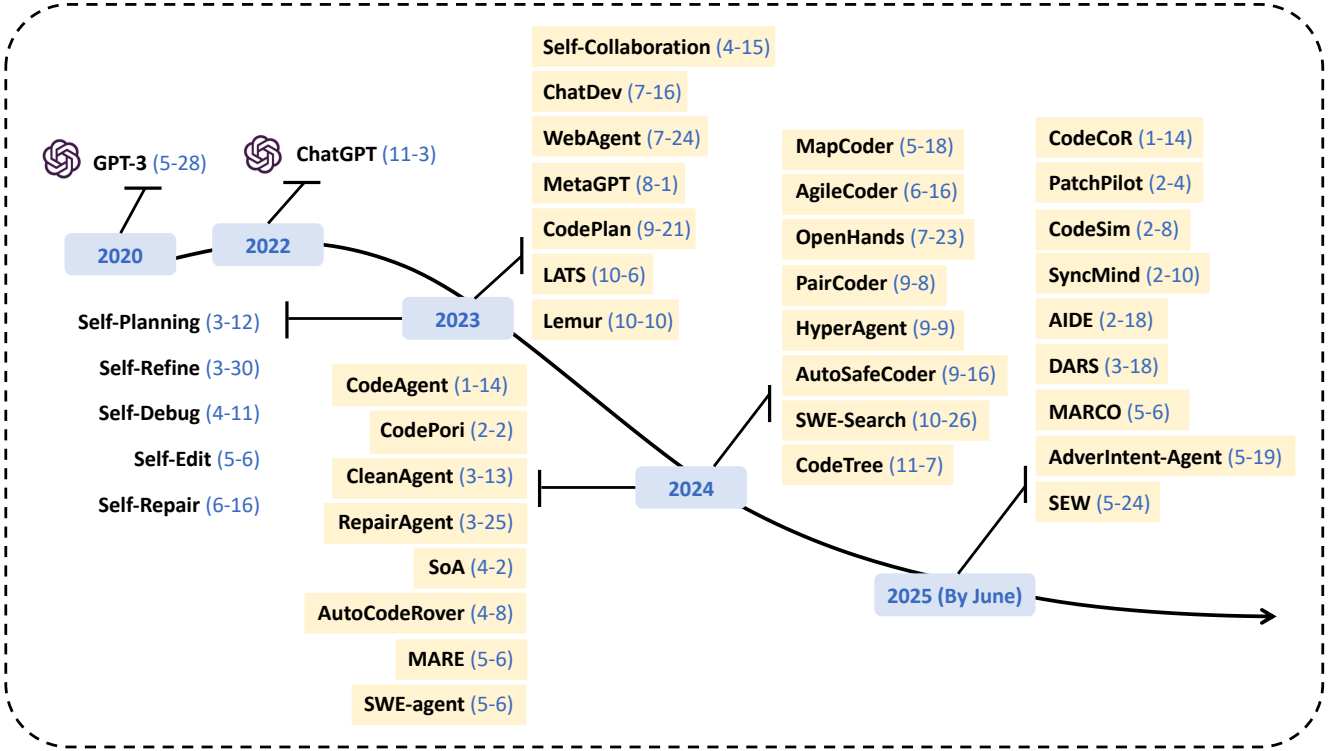 GPT-3 (5-28)
2020
ChatGPT (11-3)
2022
2023
Self-Planning (3-12)
Self-Refine (3-30)
Self-Debug (4-11)
Self-Edit (5-6)
Self-Repair (6-16)
Self-Collaboration (4-15)
ChatDev (7-16)
WebAgent (7-24)
MetaGPT (8-1)
CodePlan (9-21)
LATS (10-6)
Lemur (10-10)
2024
CodeAgent (1-14)
CodePori (2-2)
CleanAgent (3-13)
RepairAgent (3-25)
SoA (4-2)
AutoCodeRover (4-8)
MARE (5-6)
SWE-agent (5-6)
MapCoder (5-18)
AgileCoder (6-16)
OpenHands (7-23)
PairCoder (9-8)
HyperAgent (9-9)
AutoSafeCoder (9-16)
SWE-Search (10-26)
CodeTree (11-7)
2025 (By June)
CodeCoR (1-14)
PatchPilot (2-4)
CodeSim (2-8)
SyncMind (2-10)
AIDE (2-18)
DARS (3-18)
MARCO (5-6)
AdverIntent-Agent (5-19)
SEW (5-24)